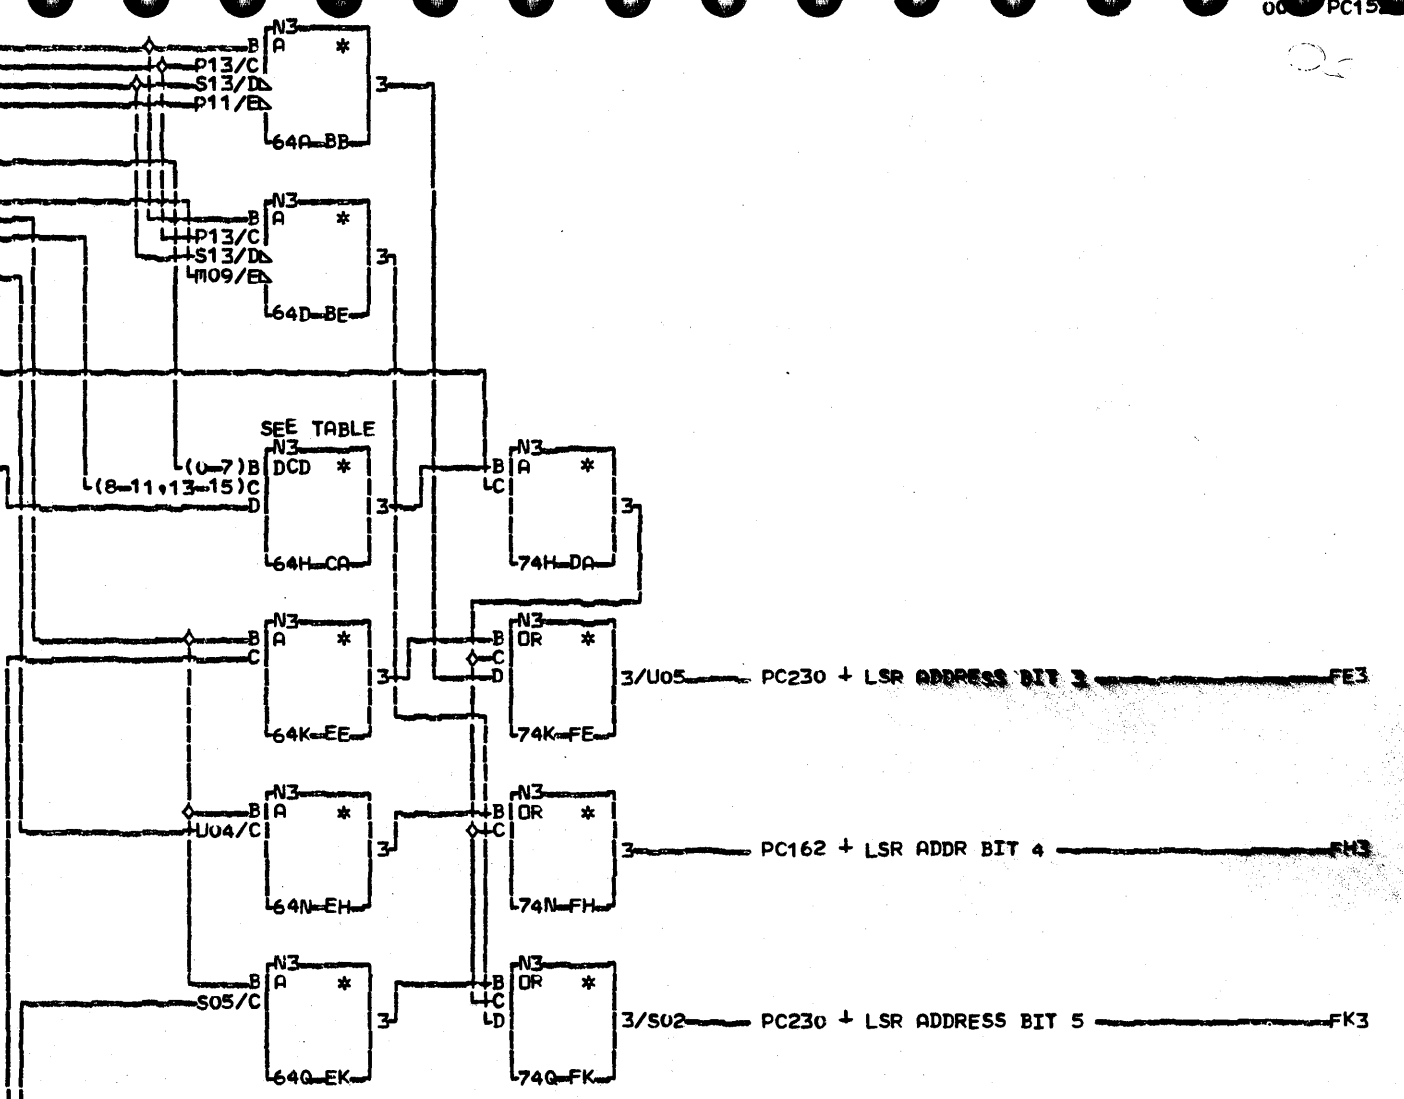 N3
B A *
P13/C
S13/D 3
P11/E
64A BB
N3
B A *
P13/C
S13/D 3
M09/E
64D BE
SEE TABLE
N3 N3
(0-7)B DCD * B A *
(8-11,13-15)C C
D 3 3
64H CA 74H DA
N3 N3
B A * B OR *
C C
3 D 3/U05 PC230 + LSR ADDRESS BIT 3 FE3
64K EE 74K FE
N3 N3
B A * B OR *
U04/C C
3 3 PC162 + LSR ADDR BIT 4 FH3
64N EH 74N FH
N3 N3
B A * B OR *
S05/C C
3 D 3/S02 PC230 + LSR ADDRESS BIT 5 FK3
64Q EK 74Q FK